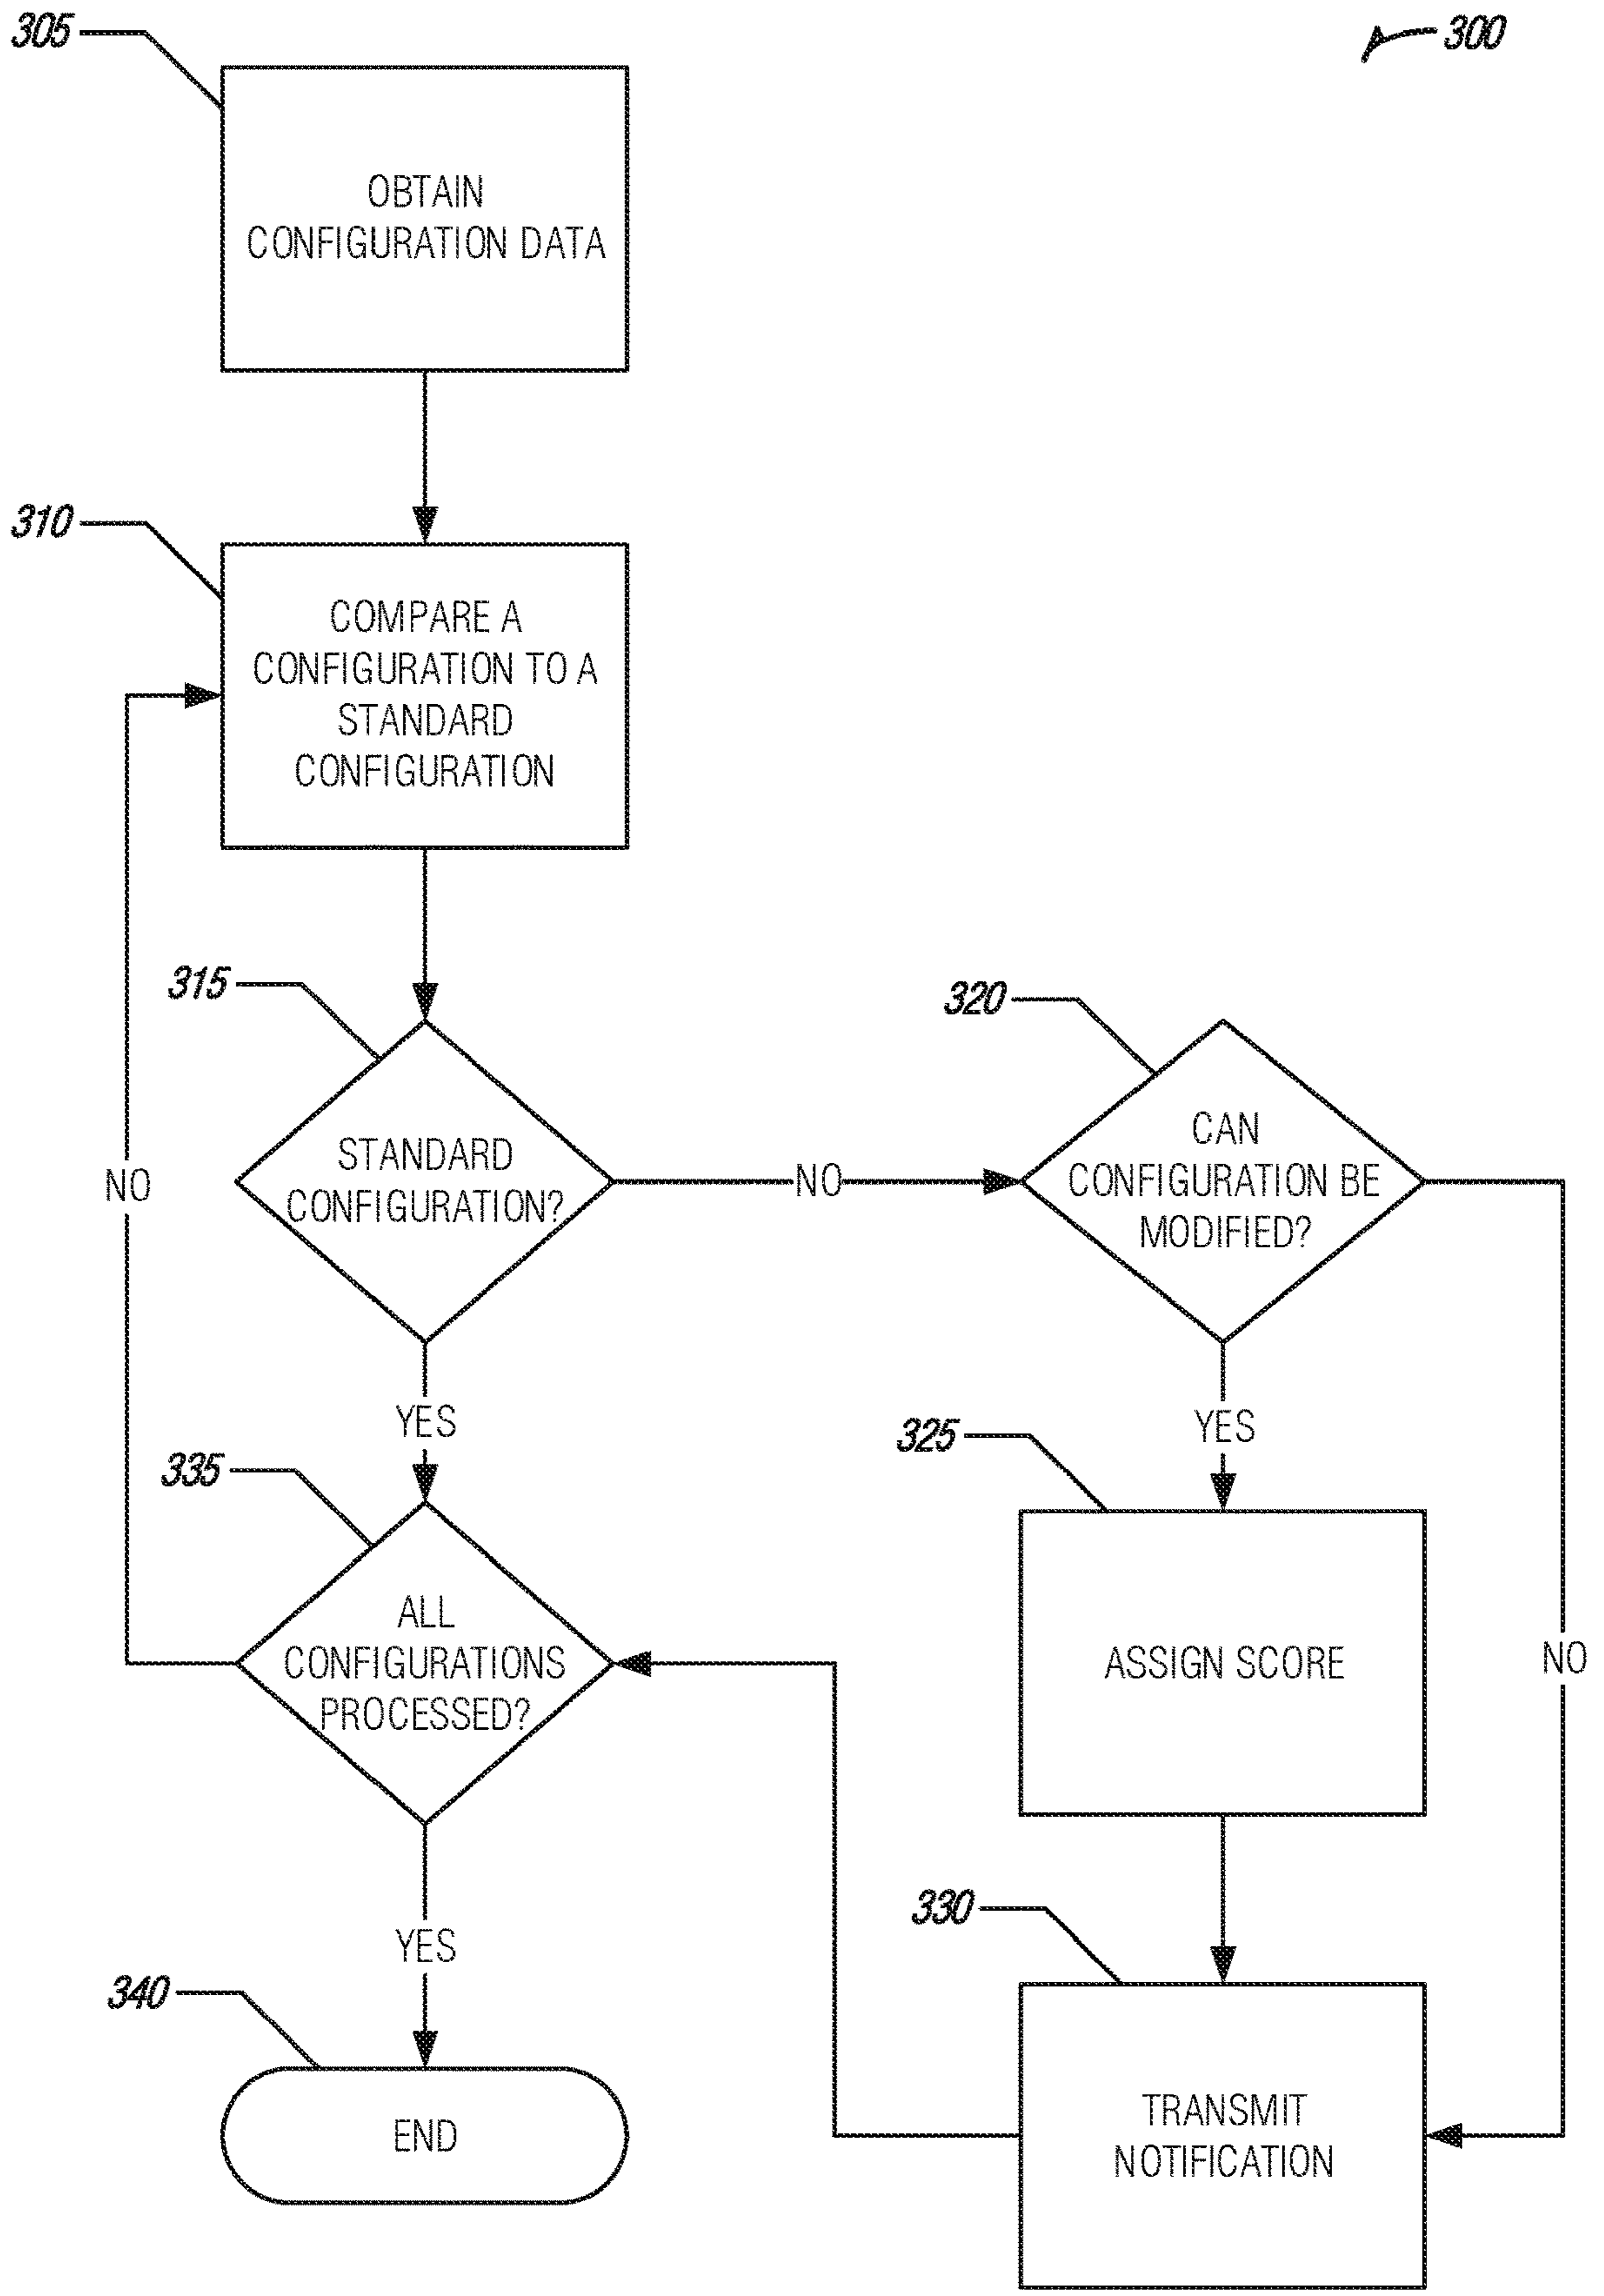 305
300
OBTAIN
CONFIGURATION DATA
310
COMPARE A
CONFIGURATION TO A
STANDARD
CONFIGURATION
315
320
STANDARD
CONFIGURATION?
NO
CAN
CONFIGURATION BE
MODIFIED?
NO
YES
YES
335
325
ALL
CONFIGURATIONS
PROCESSED?
ASSIGN SCORE
NO
YES
330
340
END
TRANSMIT
NOTIFICATION